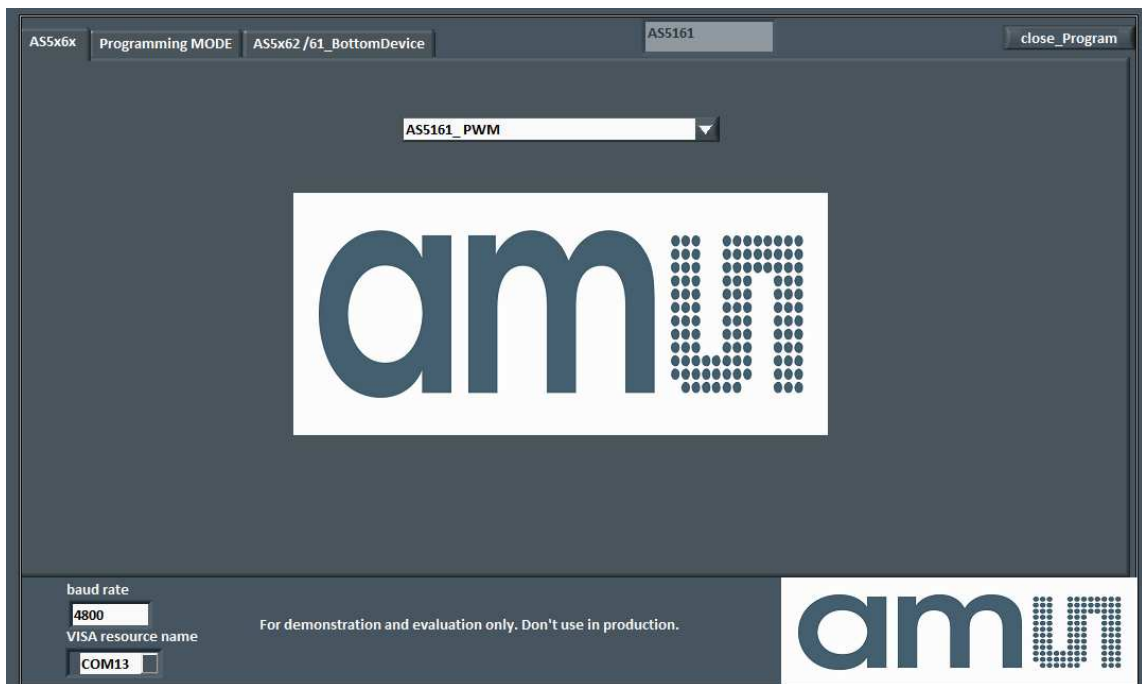 AS5x6x
Programming MODE
AS5x62 /61_BottomDevice
AS5161
close_Program
AS5161_ PWM
am
baud rate
4800
VISA resource name
COM13
For demonstration and evaluation only. Don't use in production.
am